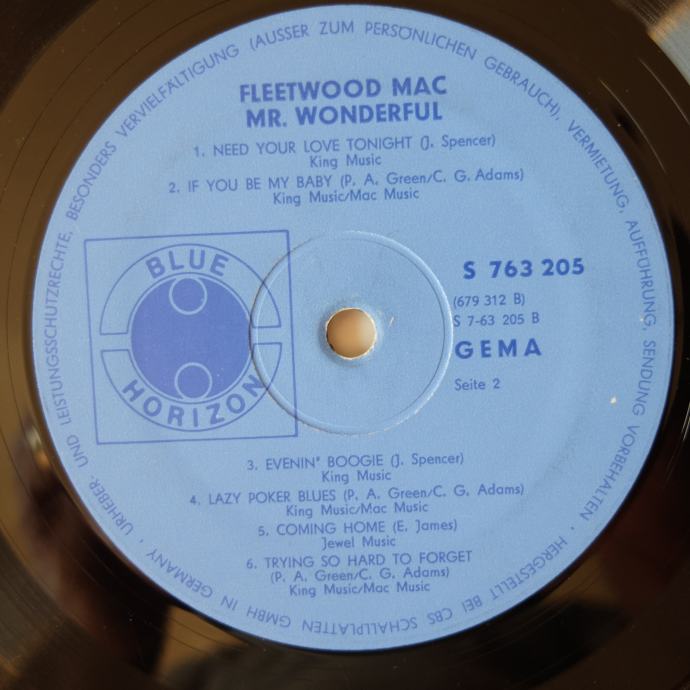 FLEETWOOD MAC
MR. WONDERFUL
1. NEED YOUR LOVE TONIGHT (J. Spencer)
King Music
2. IF YOU BE MY BABY (P. A. Green/C. G. Adams)
King Music/Mac Music
BLUE
HORIZON
S 763 205
(679 312 B)
S 7-63 205 B
GEMA
Seite 2
3. EVENIN' BOOGIE (J. Spencer)
King Music
4. LAZY POKER BLUES (P. A. Green/C. G. Adams)
King Music/Mac Music
5. COMING HOME (E. James)
Jewel Music
6. TRYING SO HARD TO FORGET
(P. A. Green/C. G. Adams)
King Music/Mac Music
URHEBER- UND LEISTUNGSSCHUTZRECHTE, BESONDERS VERVIELFÄLTIGUNG (AUSSER ZUM PERSÖNLICHEN GEBRAUCH), VERMIETUNG, AUFFÜHRUNG, SENDUNG VORBEHALTEN · HERGESTELLT BEI CBS SCHALLPLATTEN GMBH IN GERMANY ·